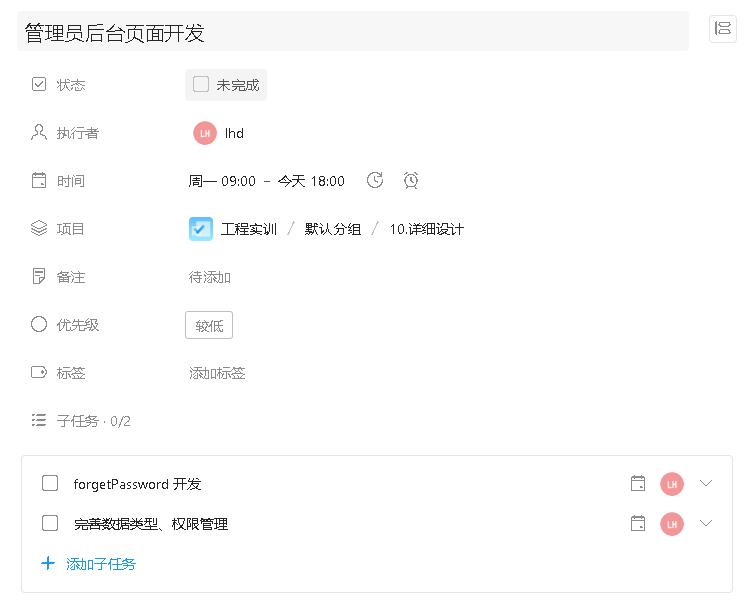 管理员后台页面开发
状态 未完成
执行者 LH lhd
时间 周一 09:00 - 今天 18:00
项目 工程实训 / 默认分组 / 10.详细设计
备注 待添加
优先级 较低
标签 添加标签
子任务 · 0/2
forgetPassword 开发 LH
完善数据类型、权限管理 LH
添加子任务